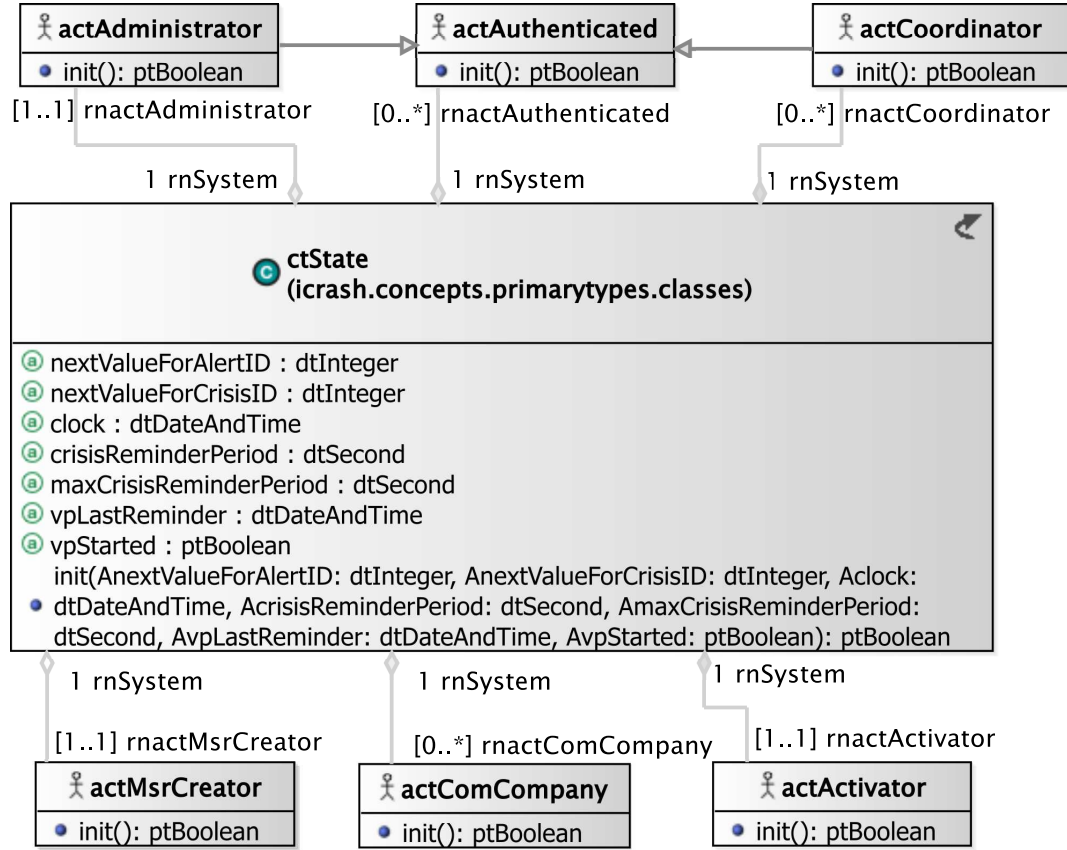 actAdministrator
init(): ptBoolean
actAuthenticated
init(): ptBoolean
actCoordinator
init(): ptBoolean
[1..1] rnactAdministrator
[0..*] rnactAuthenticated
[0..*] rnactCoordinator
1 rnSystem
1 rnSystem
1 rnSystem
C
ctState
(icrash.concepts.primarytypes.classes)
a nextValueForAlertID : dtInteger
a nextValueForCrisisID : dtInteger
a clock : dtDateAndTime
a crisisReminderPeriod : dtSecond
a maxCrisisReminderPeriod : dtSecond
a vpLastReminder : dtDateAndTime
a vpStarted : ptBoolean
init(AnextValueForAlertID: dtInteger, AnextValueForCrisisID: dtInteger, Aclock:
dtDateAndTime, AcrisisReminderPeriod: dtSecond, AmaxCrisisReminderPeriod:
dtSecond, AvpLastReminder: dtDateAndTime, AvpStarted: ptBoolean): ptBoolean
1 rnSystem
1 rnSystem
1 rnSystem
[1..1] rnactMsrCreator
[0..*] rnactComCompany
[1..1] rnactActivator
actMsrCreator
init(): ptBoolean
actComCompany
init(): ptBoolean
actActivator
init(): ptBoolean